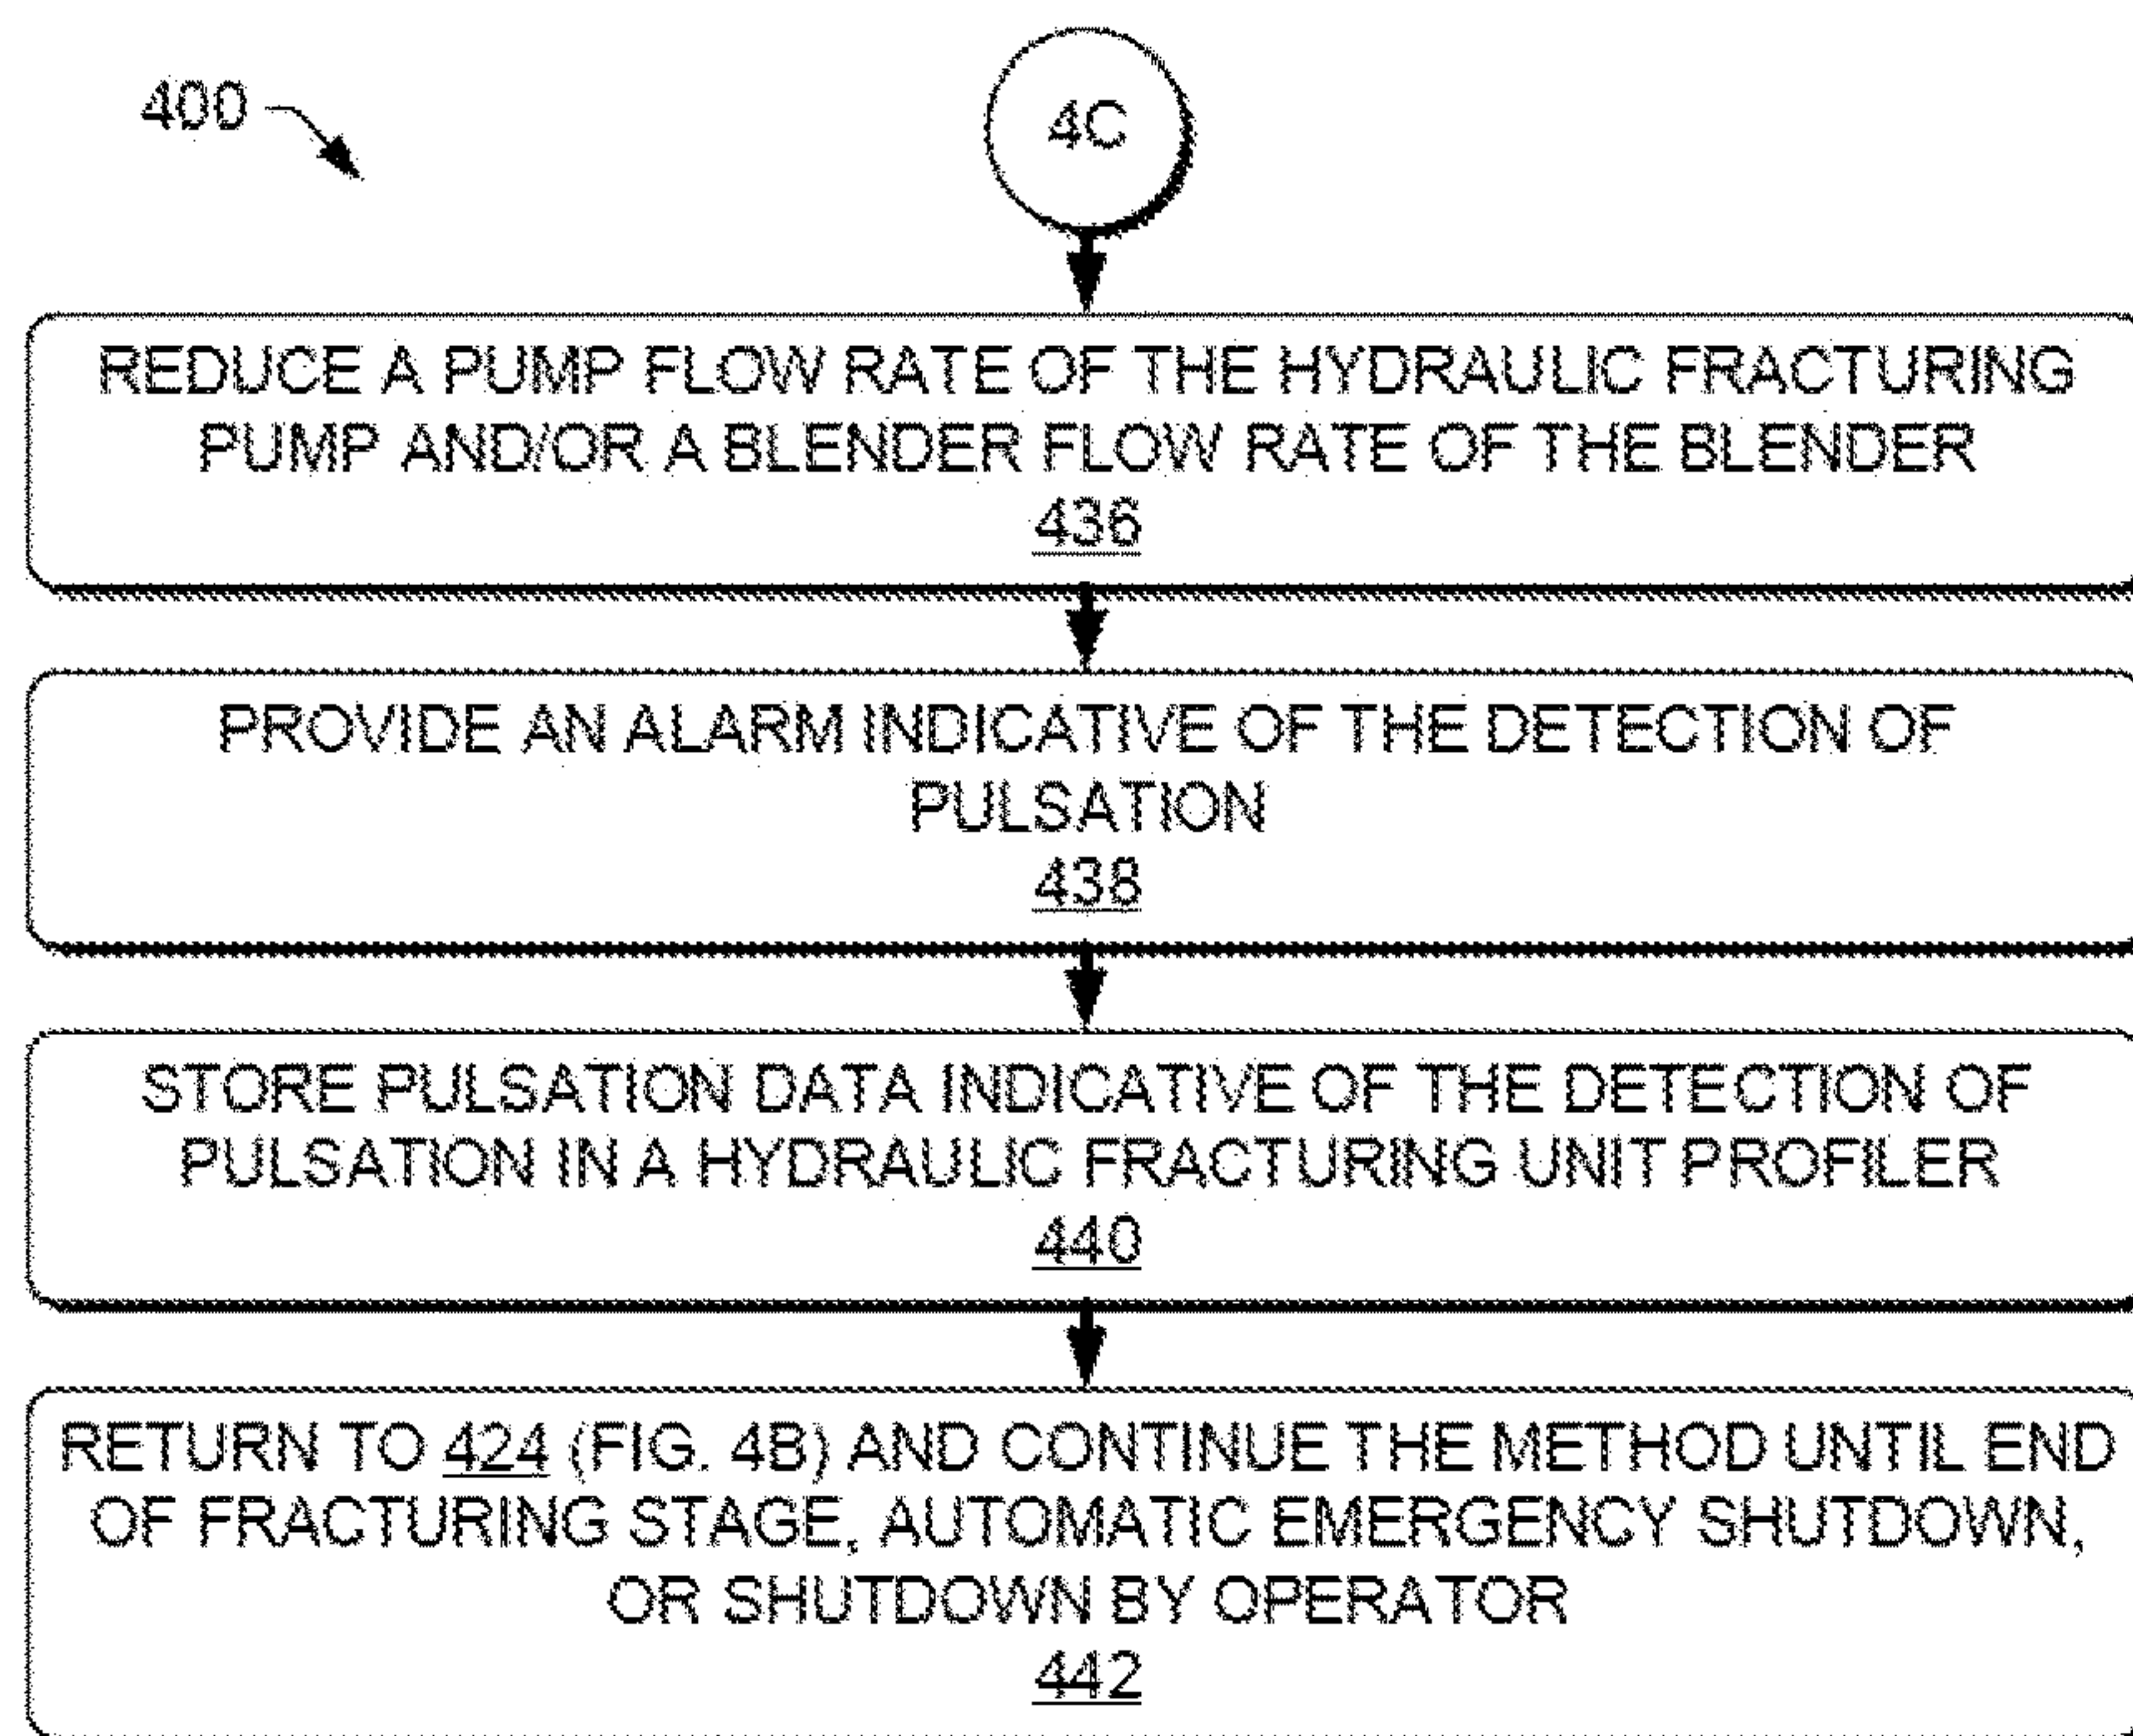 400
4C
REDUCE A PUMP FLOW RATE OF THE HYDRAULIC FRACTURING
PUMP AND/OR A BLENDER FLOW RATE OF THE BLENDER
436
PROVIDE AN ALARM INDICATIVE OF THE DETECTION OF
PULSATION
438
STORE PULSATION DATA INDICATIVE OF THE DETECTION OF
PULSATION IN A HYDRAULIC FRACTURING UNIT PROFILER
440
RETURN TO 424 (FIG. 4B) AND CONTINUE THE METHOD UNTIL END
OF FRACTURING STAGE, AUTOMATIC EMERGENCY SHUTDOWN,
OR SHUTDOWN BY OPERATOR
442